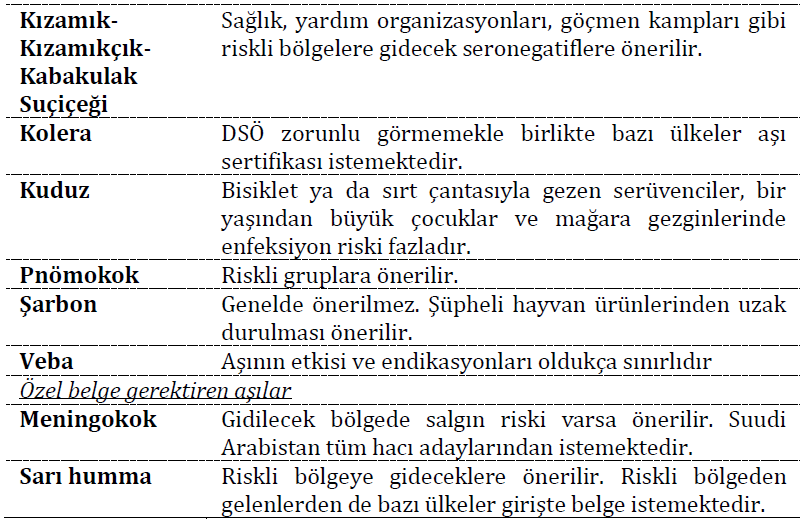 Kızamık-
Kızamıkçık-
Kabakulak
Suçiçeği
Sağlık, yardım organizasyonları, göçmen kampları gibi
riskli bölgelere gidecek seronegatiflere önerilir.
Kolera
DSÖ zorunlu görmemekle birlikte bazı ülkeler aşı
sertifikası istemektedir.
Kuduz
Bisiklet ya da sırt çantasıyla gezen serüvenciler, bir
yaşından büyük çocuklar ve mağara gezginlerinde
enfeksiyon riski fazladır.
Pnömokok
Riskli gruplara önerilir.
Şarbon
Genelde önerilmez. Şüpheli hayvan ürünlerinden uzak
durulması önerilir.
Veba
Aşının etkisi ve endikasyonları oldukça sınırlıdır
Özel belge gerektiren aşılar
Meningokok
Gidilecek bölgede salgın riski varsa önerilir. Suudi
Arabistan tüm hacı adaylarından istemektedir.
Sarı humma
Riskli bölgeye gideceklere önerilir. Riskli bölgeden
gelenlerden de bazı ülkeler girişte belge istemektedir.